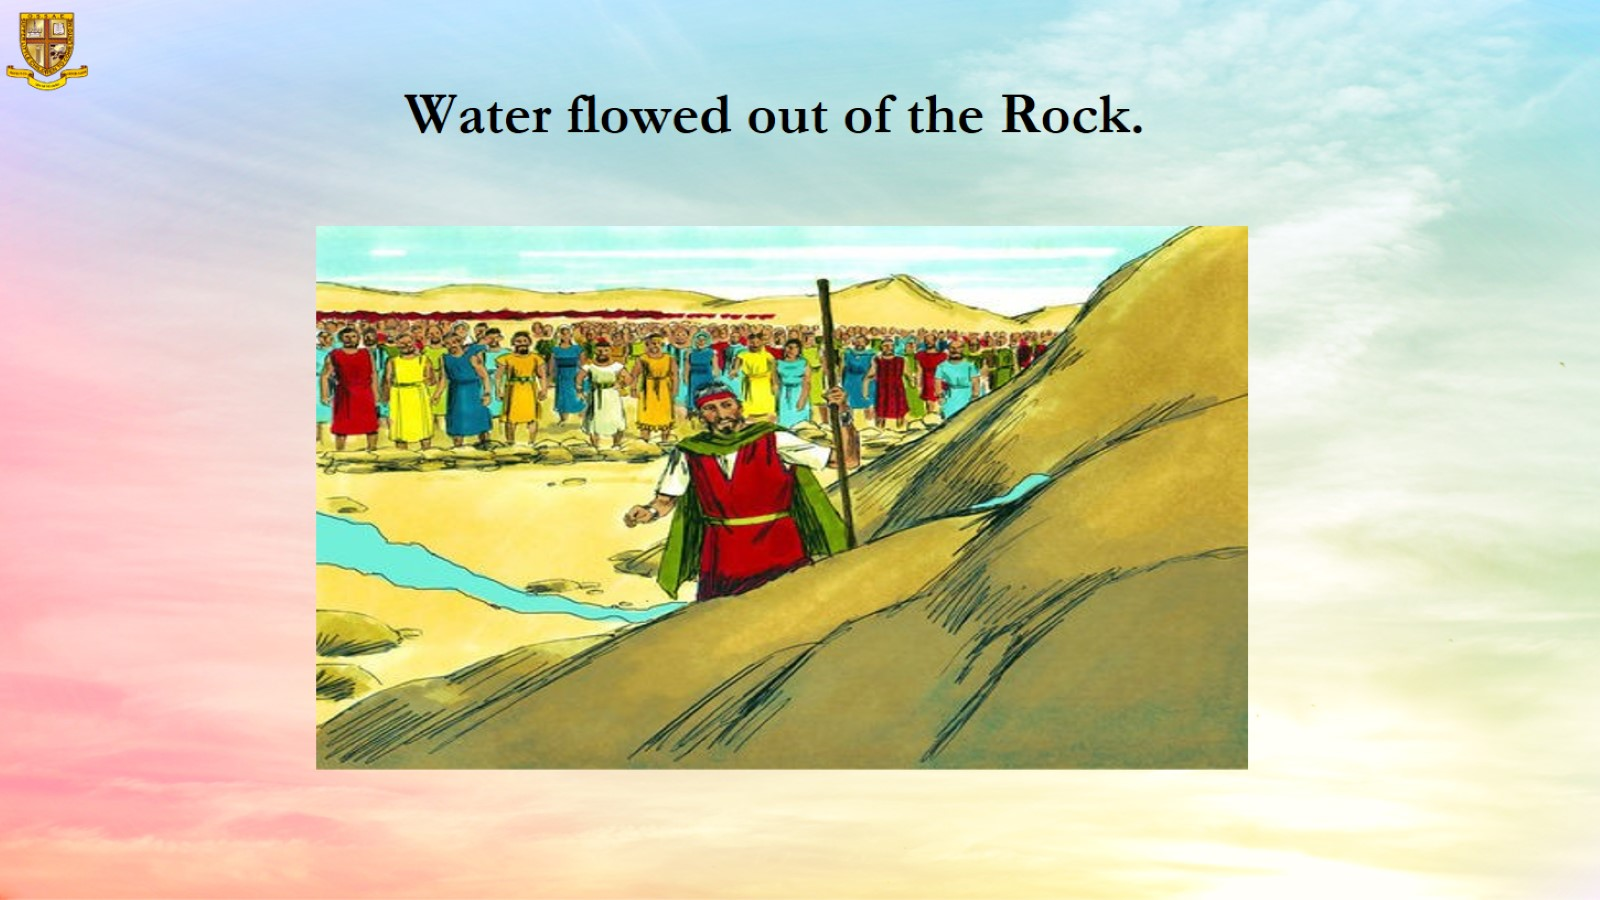 O.S.S.A.E
Water flowed out of the Rock.